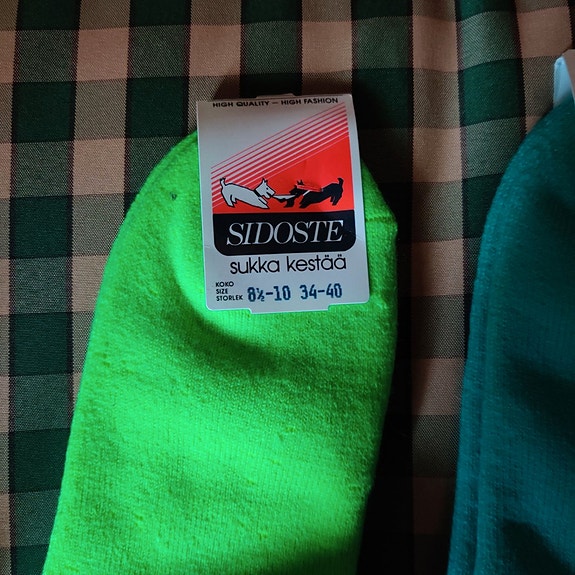 HIGH QUALITY — HIGH FASHION
SIDOSTE
sukka kestää
KOKO
SIZE
STORLEK
8½-10 34-40